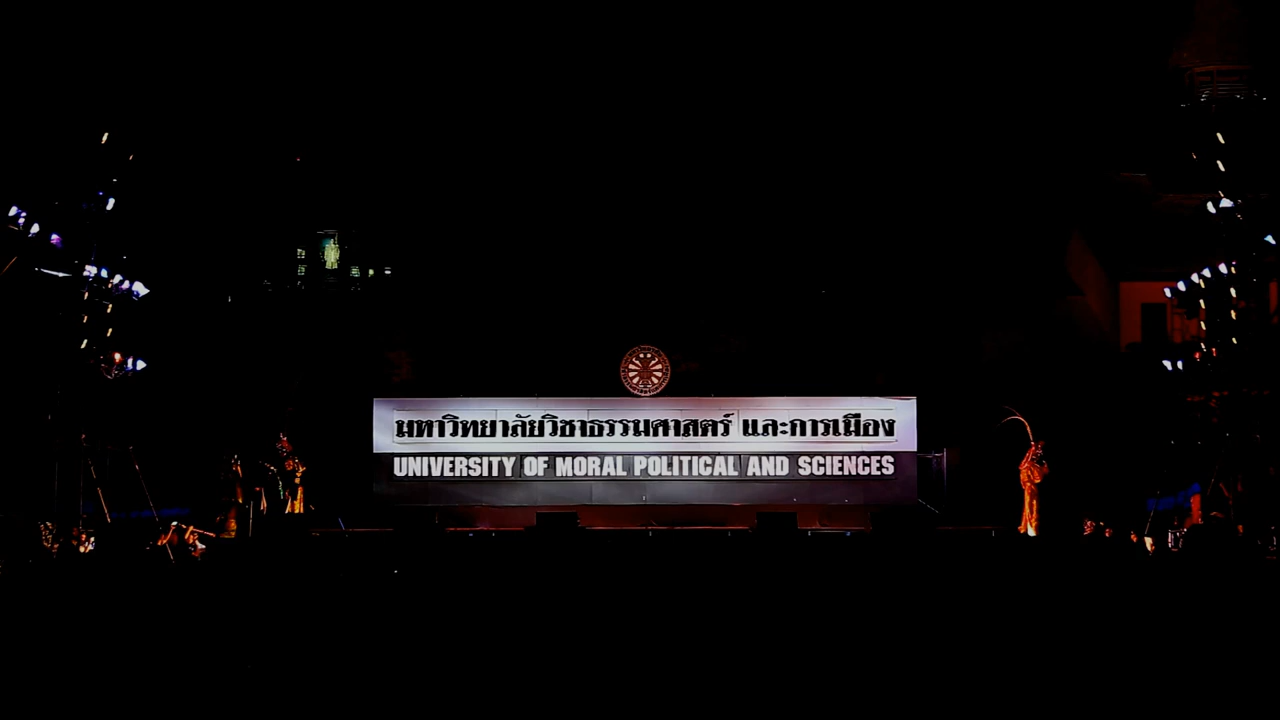 มหาวิทยาลัยวิชาธรรมศาสตร์ และการเมือง
UNIVERSITY OF MORAL POLITICAL AND SCIENCES